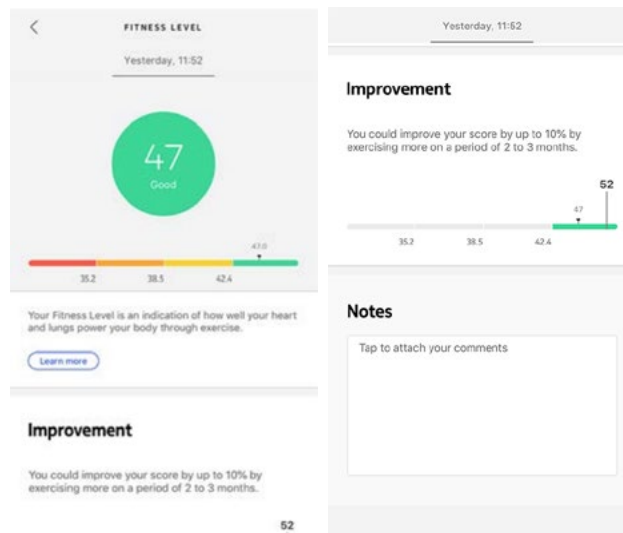 FITNESS LEVEL
Yesterday, 11:52
47
Good
47.0
35.2 38.5 42.4
Your Fitness Level is an indication of how well your heart
and lungs power your body through exercise.
Learn more
Improvement
You could improve your score by up to 10% by
exercising more on a period of 2 to 3 months.
52
Yesterday, 11:52
Improvement
You could improve your score by up to 10% by
exercising more on a period of 2 to 3 months.
52
47
35.2 38.5 42.4
Notes
Tap to attach your comments